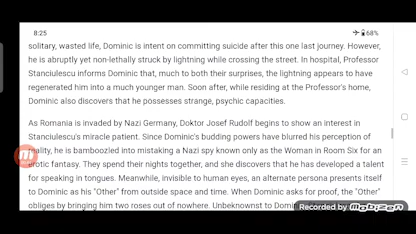 8:25
68%
solitary, wasted life, Dominic is intent on committing suicide after this one last journey. However,
he is abruptly yet non-lethally struck by lightning while crossing the street. In hospital, Professor
Stanciulescu informs Dominic that, much to both their surprises, the lightning appears to have
regenerated him into a much younger man. Soon after, while residing at the Professor's home,
Dominic also discovers that he possesses strange, psychic capacities.
As Romania is invaded by Nazi Germany, Doktor Josef Rudolf begins to show an interest in
Stanciulescu's miracle patient. Since Dominic's budding powers have blurred his perception of
reality, he is bamboozled into mistaking a Nazi spy known only as the Woman in Room Six for an
erotic fantasy. They spend their nights together, and she discovers that he has developed a talent
for speaking in tongues. Meanwhile, invisible to human eyes, an alternate persona presents itself
to Dominic as his "Other" from outside space and time. When Dominic asks for proof, the "Other"
obliges by bringing him two roses out of nowhere. Unbeknownst to Domin
Recorded by Mobizen